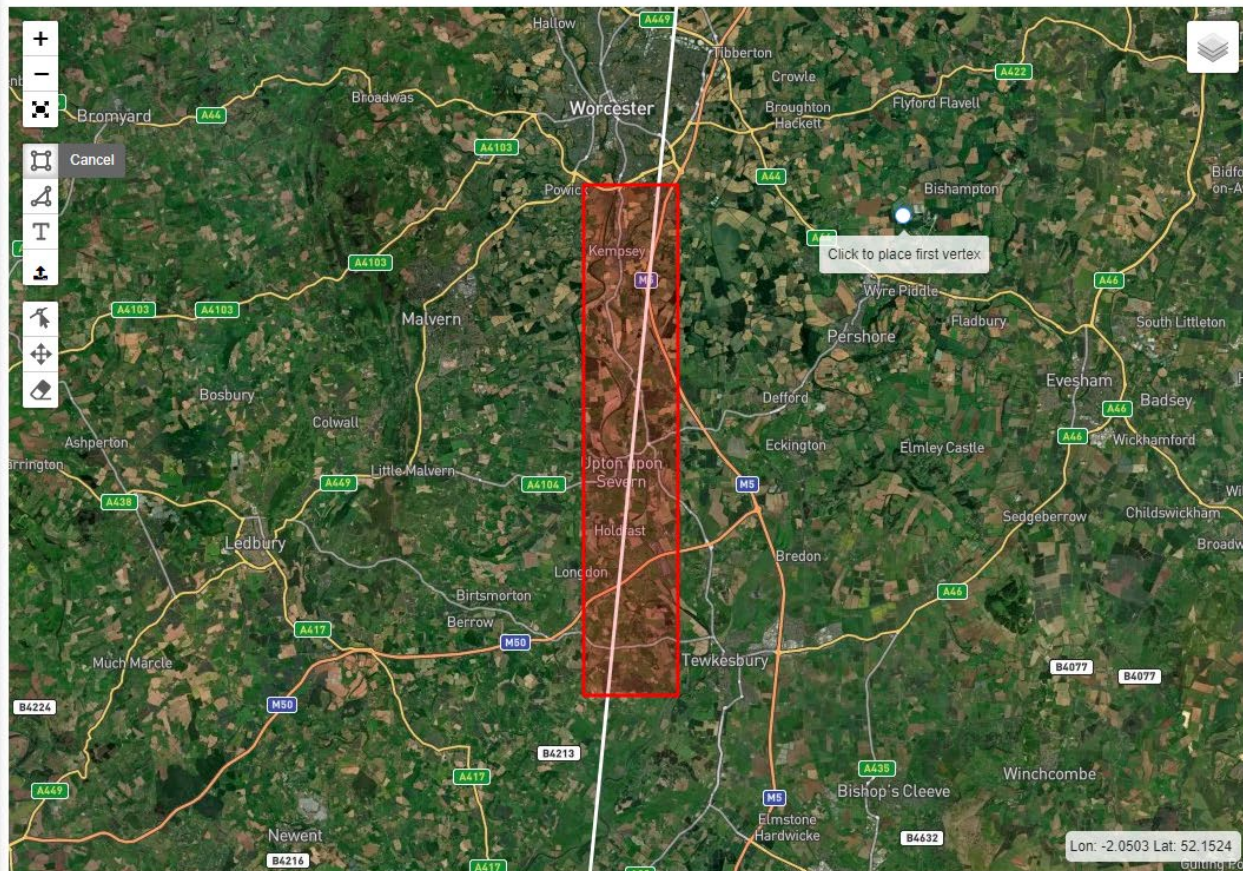 Hallow
A449
Tibberton
+
−
Crowle
A422
Broadwas
Worcester
Broughton
Hackett
Flyford Flavell
Bromyard
A44
A4103
Cancel
A44
Powick
Bishampton
T
Kempsey
Click to place first vertex
A4103
M5
A46
Wyre Piddle
A4103
A4103
Malvern
Fladbury
South Littleton
Pershore
Evesham
Bosbury
Defford
Badsey
Colwall
A46
Ashperton
Eckington
Elmley Castle
A46
Wickhamford
Little Malvern
Upton upon
Severn
A449
A4104
M5
A438
Sedgeberrow
Childswickham
Holdfast
Ledbury
Bredon
Longdon
Birtsmorton
A46
Berrow
A417
M50
Much Marcle
Tewkesbury
B4077
B4077
B4224
M50
B4213
A417
A435
Winchcombe
A449
Bishop's Cleeve
M5
Elmstone
Hardwicke
Newent
B4632
Lon: -2.0503 Lat: 52.1524
B4216
A417